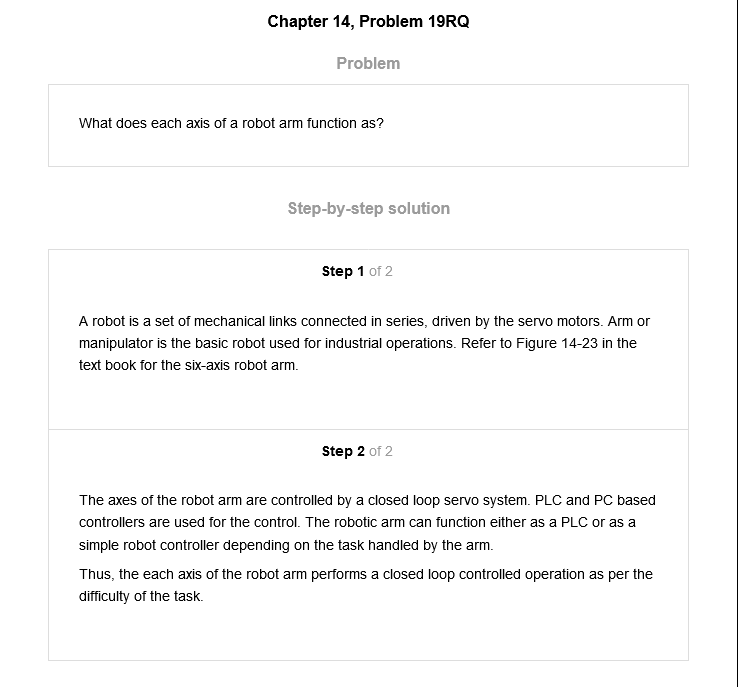 Chapter 14, Problem 19RQ
Problem
What does each axis of a robot arm function as?
Step-by-step solution
Step 1 of 2
A robot is a set of mechanical links connected in series, driven by the servo motors. Arm or
manipulator is the basic robot used for industrial operations. Refer to Figure 14-23 in the
text book for the six-axis robot arm.
Step 2 of 2
The axes of the robot arm are controlled by a closed loop servo system. PLC and PC based
controllers are used for the control. The robotic arm can function either as a PLC or as a
simple robot controller depending on the task handled by the arm.
Thus, the each axis of the robot arm performs a closed loop controlled operation as per the
difficulty of the task.